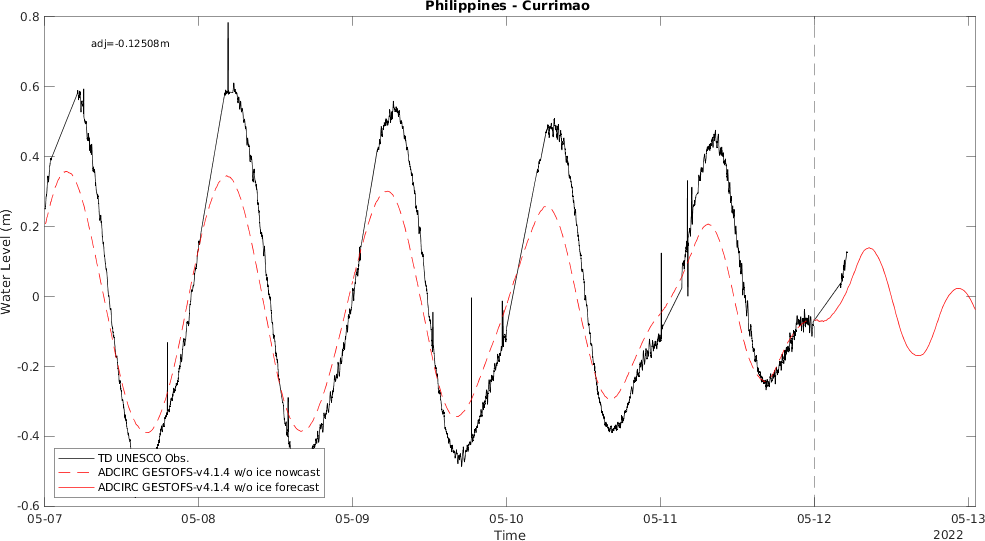 Philippines - Currimao
adj=-0.12508m
Water Level (m)
0.8
0.6
0.4
0.2
0
-0.2
-0.4
-0.6
TD UNESCO Obs.
ADCIRC GESTOFS-v4.1.4 w/o ice nowcast
ADCIRC GESTOFS-v4.1.4 w/o ice forecast
05-07 05-08 05-09 05-10 05-11 05-12 05-13
Time
2022